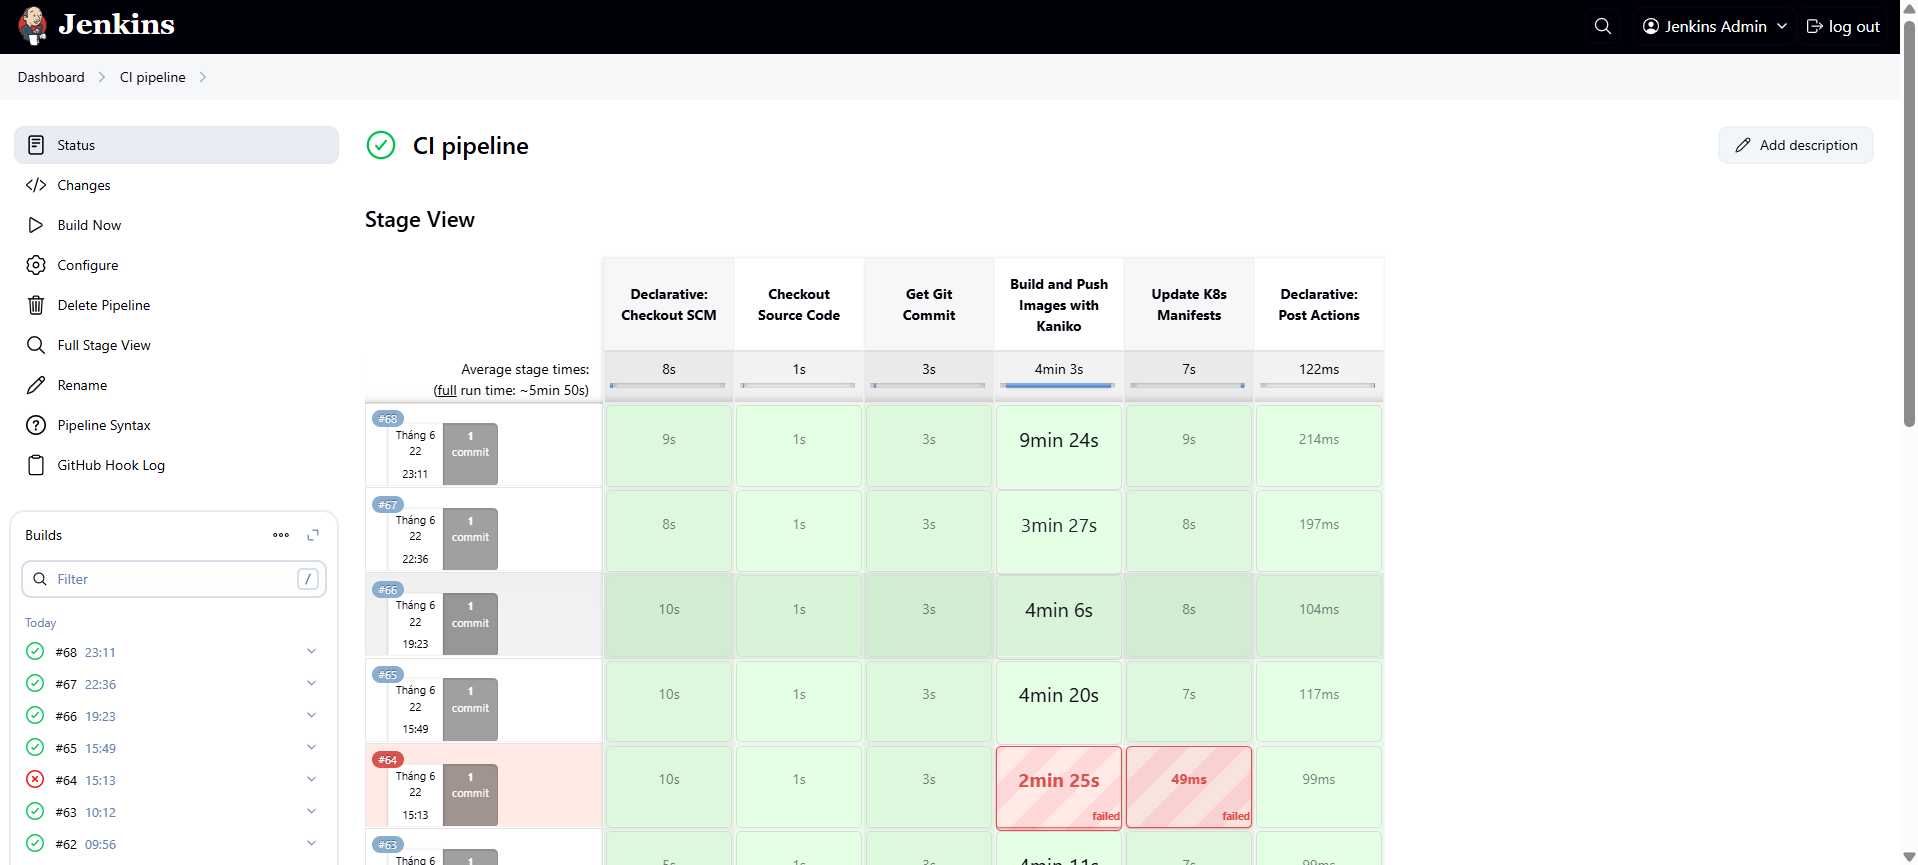 Jenkins
Jenkins Admin
log out
Dashboard
CI pipeline
Status
Changes
Build Now
Configure
Delete Pipeline
Full Stage View
Rename
Pipeline Syntax
GitHub Hook Log
Builds
Filter
/
Today
#68 23:11
#67 22:36
#66 19:23
#65 15:49
#64 15:13
#63 10:12
#62 09:56
CI pipeline
Add description
Stage View
Declarative: Checkout SCM
Checkout Source Code
Get Git Commit
Build and Push Images with Kaniko
Update K8s Manifests
Declarative: Post Actions
Average stage times:
(full run time: ~5min 50s)
8s
1s
3s
4min 3s
7s
122ms
#68
Tháng 6 22
23:11
1 commit
9s
1s
3s
9min 24s
9s
214ms
#67
Tháng 6 22
22:36
1 commit
8s
1s
3s
3min 27s
8s
197ms
#66
Tháng 6 22
19:23
1 commit
10s
1s
3s
4min 6s
8s
104ms
#65
Tháng 6 22
15:49
1 commit
10s
1s
3s
4min 20s
7s
117ms
#64
Tháng 6 22
15:13
1 commit
10s
1s
3s
2min 25s
failed
49ms
failed
99ms
#63
Tháng 6
1
5s
1s
3s
4min 11s
7s
99ms